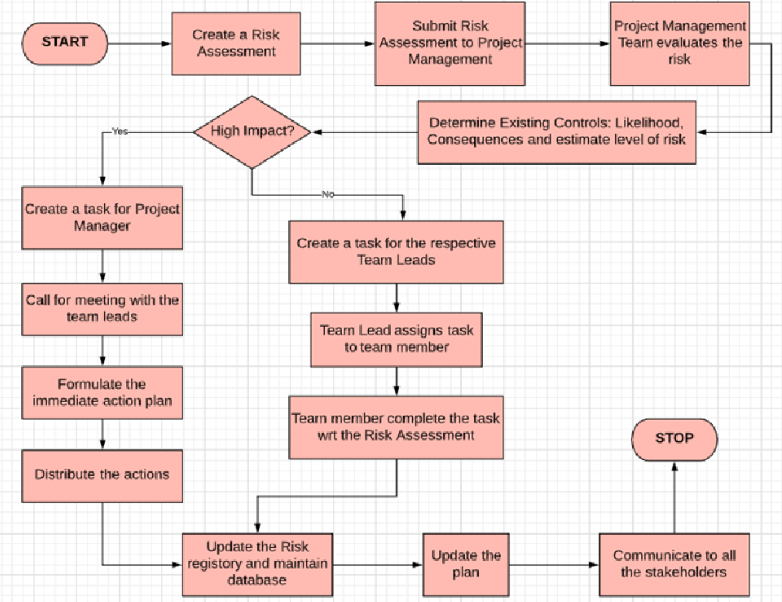 START
Create a Risk
Assessment
Submit Risk
Assessment to Project
Management
Project Management
Team evaluates the
risk
Determine Existing Controls: Likelihood,
Consequences and estimate level of risk
High Impact?
Yes
No
Create a task for Project
Manager
Call for meeting with the
team leads
Formulate the
immediate action plan
Distribute the actions
Create a task for the respective
Team Leads
Team Lead assigns task
to team member
Team member complete the task
wrt the Risk Assessment
Update the Risk
registory and maintain
database
Update the
plan
Communicate to all
the stakeholders
STOP